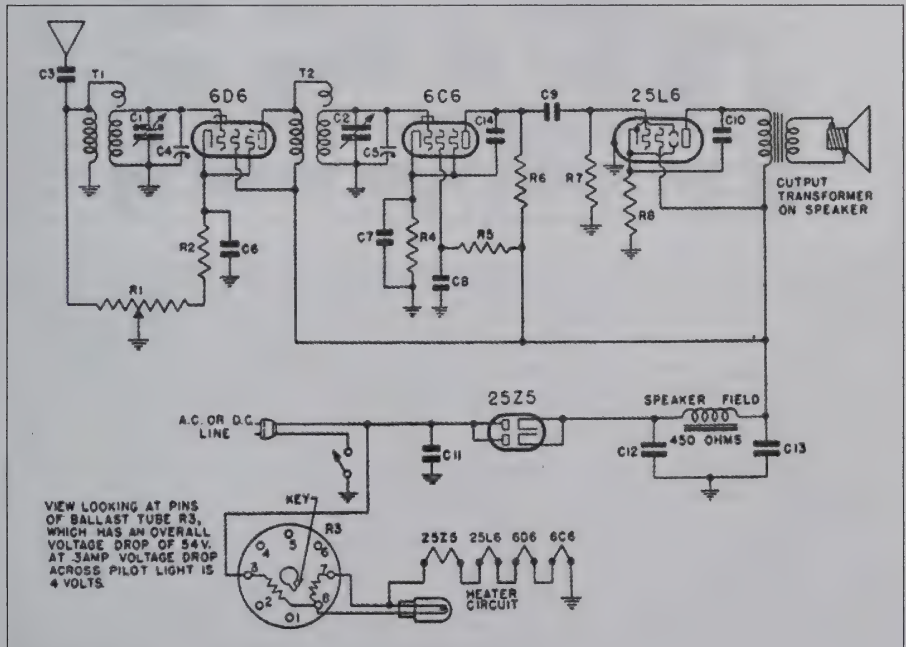 C3
T1
T2
6D6
6C6
25L6
C9
C1
C4
C2
C5
C14
C10
R6
R7
OUTPUT
TRANSFORMER
ON SPEAKER
R2
C6
C7
R4
R5
R8
C8
R1
25Z5
SPEAKER FIELD
450 OHMS
A.C. OR D.C.
LINE
C11
C12
C13
VIEW LOOKING AT PINS
OF BALLAST TUBE R3,
WHICH HAS AN OVERALL
VOLTAGE DROP OF 54V.
AT .3AMP VOLTAGE DROP
ACROSS PILOT LIGHT IS
4 VOLTS.
KEY
R3
5
4
6
3
7
2
8
1
25Z5 25L6 6D6 6C6
HEATER
CIRCUIT